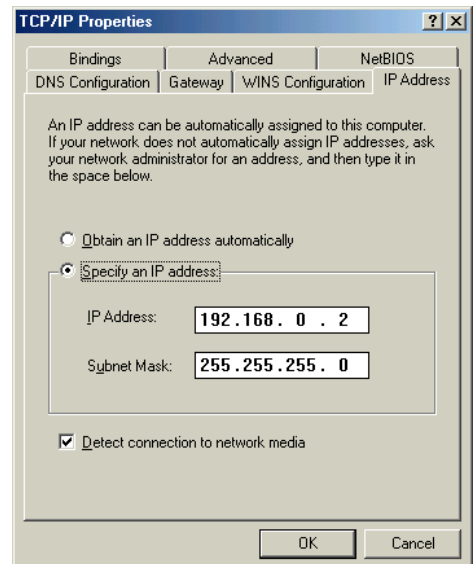 TCP/IP Properties
Bindings Advanced NetBIOS
DNS Configuration Gateway WINS Configuration IP Address
An IP address can be automatically assigned to this computer.
If your network does not automatically assign IP addresses, ask
your network administrator for an address, and then type it in
the space below.
Obtain an IP address automatically
Specify an IP address:
IP Address: 192.168. 0 . 2
Subnet Mask: 255.255.255. 0
Detect connection to network media
OK Cancel